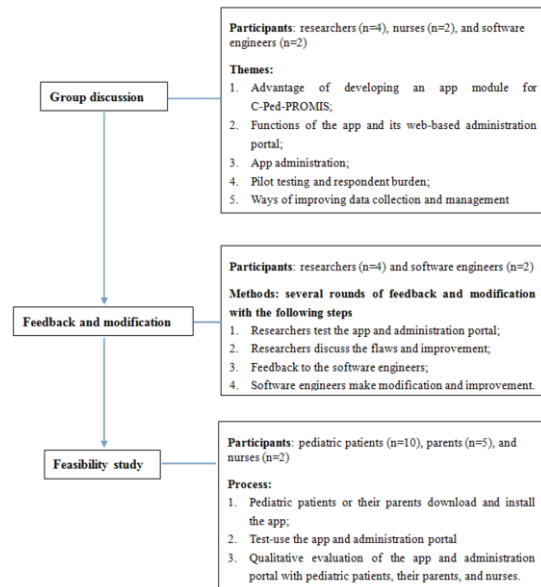 Participants: researchers (n=4), nurses (n=2), and software
engineers (n=2)
Themes:
1. Advantage of developing an app module for
C-Ped-PROMIS;
2. Functions of the app and its web-based administration
portal;
3. App administration;
4. Pilot testing and respondent burden;
5. Ways of improving data collection and management
Group discussion
Participants: researchers (n=4) and software engineers (n=2)
Methods: several rounds of feedback and modification
with the following steps
1. Researchers test the app and administration portal;
2. Researchers discuss the flaws and improvement;
3. Feedback to the software engineers;
4. Software engineers make modification and improvement.
Feedback and modification
Participants: pediatric patients (n=10), parents (n=5), and
nurses (n=2)
Process:
1. Pediatric patients or their parents download and install
the app;
2. Test-use the app and administration portal
3. Qualitative evaluation of the app and administration
portal with pediatric patients, their parents, and nurses.
Feasibility study